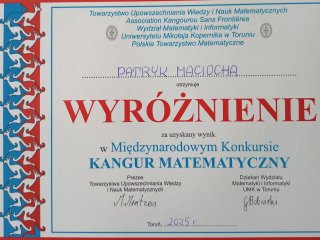 Towarzystwo Upowszechniania Wiedzy i Nauk Matematycznych
Association Kangourou Sans Frontières
Wydział Matematyki i Informatyki
Uniwersytetu Mikołaja Kopernika w Toruniu
Polskie Towarzystwo Matematyczne
PATRYK MACIOCHA
otrzymuje
WYRÓŻNIENIE
za uzyskany wynik
w Międzynarodowym Konkursie
KANGUR MATEMATYCZNY
Prezes
Towarzystwa Upowszechniania Wiedzy
i Nauk Matematycznych
Dziekan Wydziału
Matematyki i Informatyki
UMK w Toruniu
Toruń, 2025 r.